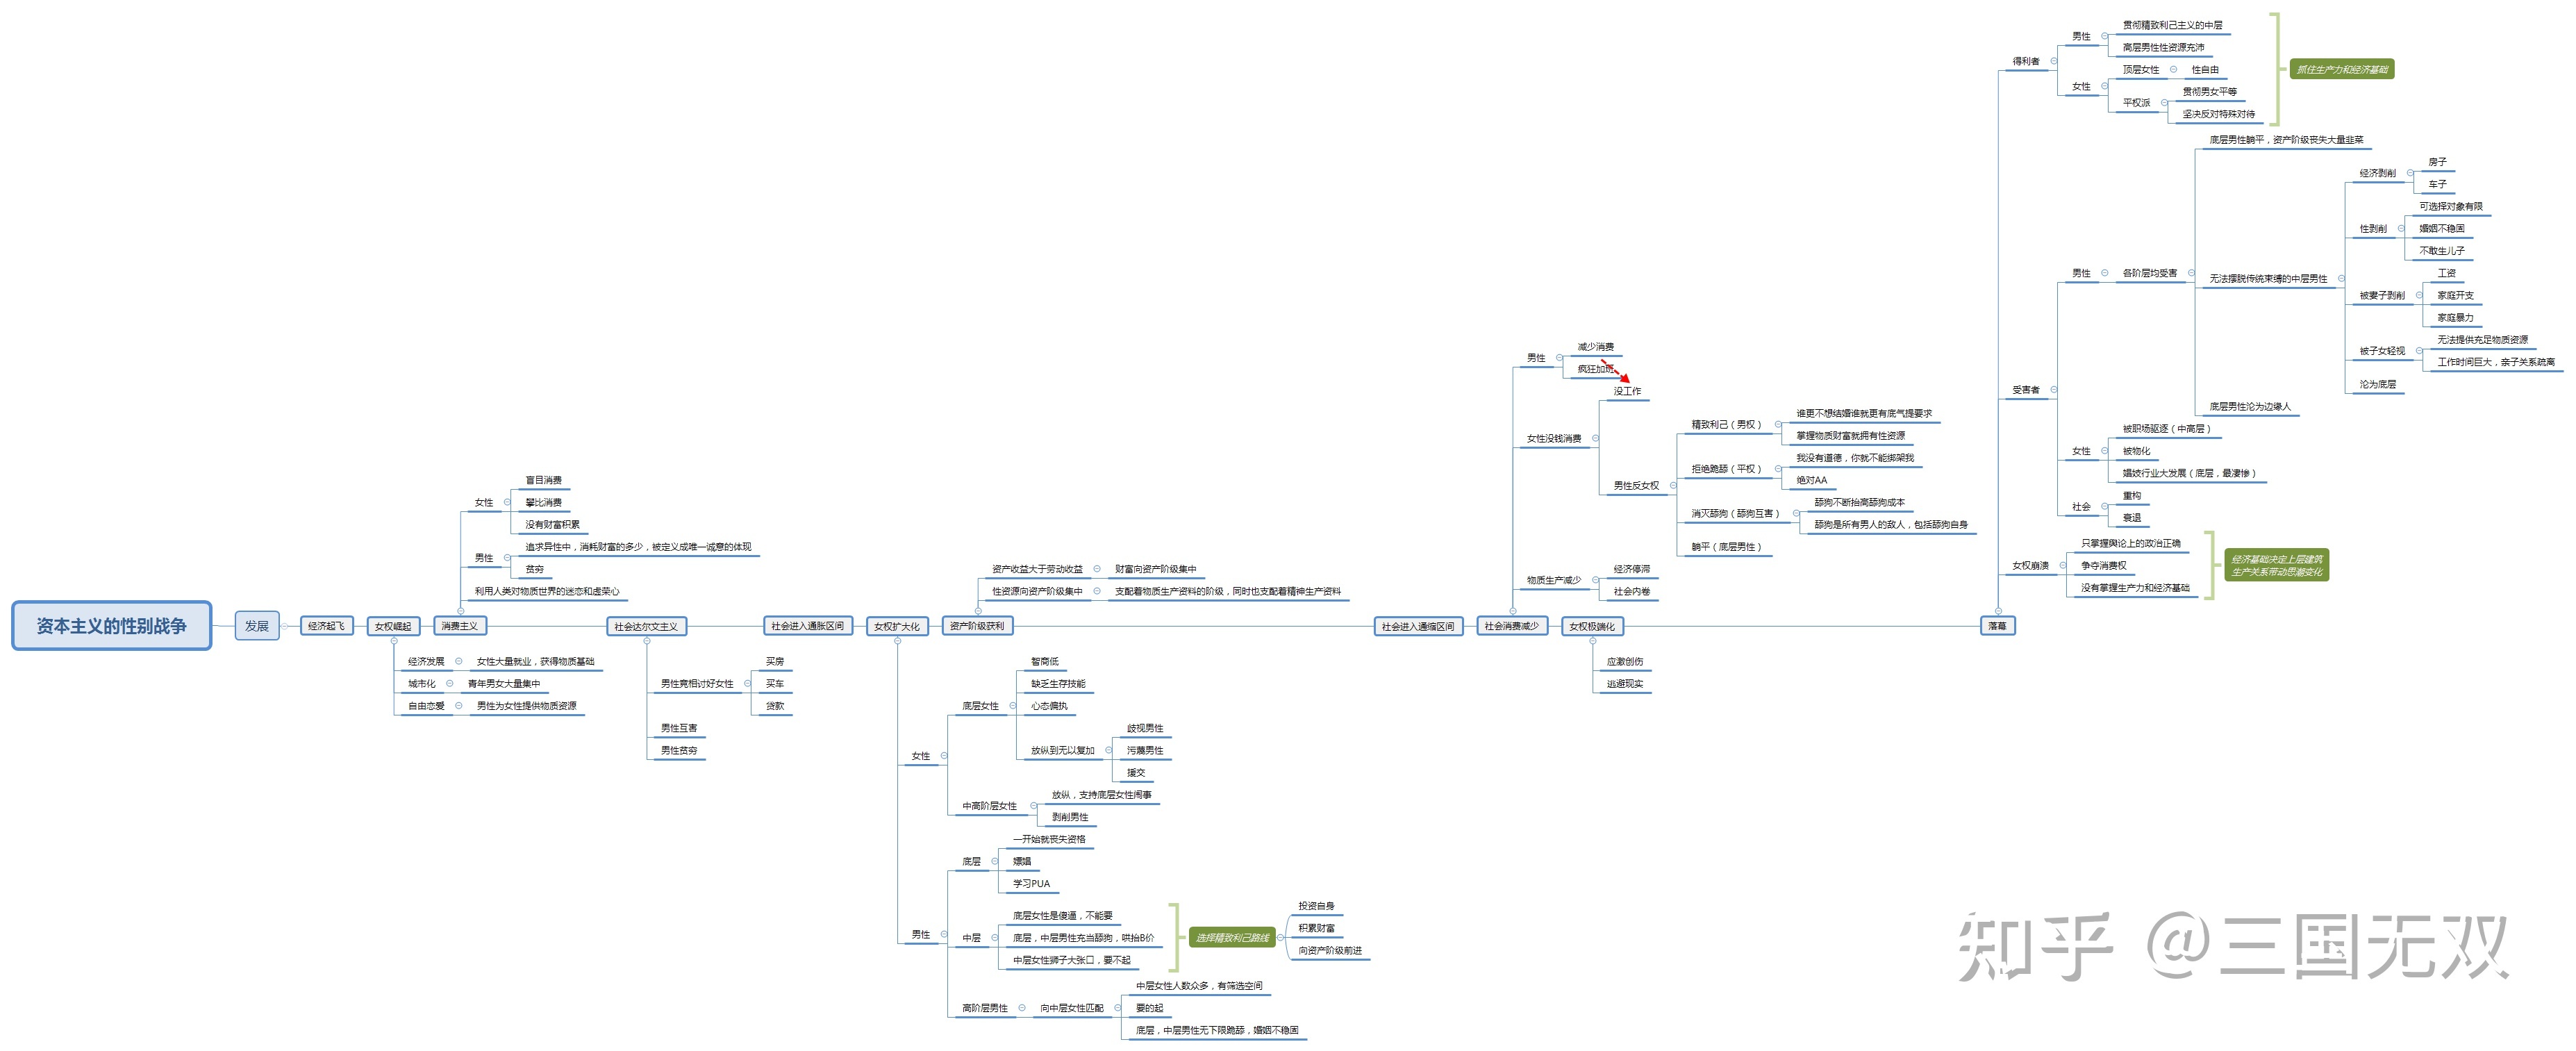 资本主义的性别战争
发展
经济起飞
女权崛起
经济发展
女性大量就业，获得物质基础
城市化
青年男女大量集中
自由恋爱
男性为女性提供物质资源
消费主义
女性
盲目消费
攀比消费
没有财富积累
男性
追求异性中，消耗财富的多少，被定义成唯一诚意的体现
贫穷
利用人类对物质世界的迷恋和虚荣心
社会达尔文主义
男性竞相讨好女性
买房
买车
贷款
男性互害
男性贫穷
社会进入通胀区间
女权扩大化
女性
底层女性
智商低
缺乏生存技能
心态偏执
放纵到无以复加
歧视男性
污蔑男性
援交
中高阶层女性
放纵，支持底层女性闹事
剥削男性
男性
底层
一开始就丧失资格
嫖娼
学习PUA
中层
底层女性是傻逼，不能要
底层，中层男性充当舔狗，哄抬B价
中层女性狮子大张口，要不起
选择精致利己路线
投资自身
积累财富
向资产阶级前进
高阶层男性
向中层女性匹配
中层女性人数众多，有筛选空间
要的起
底层，中层男性无下限跪舔，婚姻不稳固
资产阶级获利
资产收益大于劳动收益
财富向资产阶级集中
性资源向资产阶级集中
支配着物质生产资料的阶级，同时也支配着精神生产资料
社会进入通缩区间
社会消费减少
男性
减少消费
疯狂加班
女性没钱消费
没工作
男性反女权
精致利己（男权）
谁更不想结婚谁就更有底气提要求
掌握物质财富就拥有性资源
拒绝跪舔（平权）
我没有道德，你就不能绑架我
绝对AA
消灭舔狗（舔狗互害）
舔狗不断抬高舔狗成本
舔狗是所有男人的敌人，包括舔狗自身
躺平（底层男性）
物质生产减少
经济停滞
社会内卷
女权极端化
应激创伤
逃避现实
落幕
得利者
男性
贯彻精致利己主义的中层
高层男性性资源充沛
女性
顶层女性
性自由
平权派
贯彻男女平等
坚决反对特殊对待
抓住生产力和经济基础
受害者
男性
各阶层均受害
底层男性躺平，资产阶级丧失大量韭菜
无法摆脱传统束缚的中层男性
经济剥削
房子
车子
性剥削
可选择对象有限
婚姻不稳固
不敢生儿子
被妻子剥削
工资
家庭开支
家庭暴力
被子女轻视
无法提供充足物质资源
工作时间巨大，亲子关系疏离
沦为底层
底层男性沦为边缘人
女性
被职场驱逐（中高层）
被物化
娼妓行业大发展（底层，最凄惨）
社会
重构
衰退
女权崩溃
只掌握舆论上的政治正确
争夺消费权
没有掌握生产力和经济基础
经济基础决定上层建筑
生产关系带动思潮变化
知乎 @三国无双